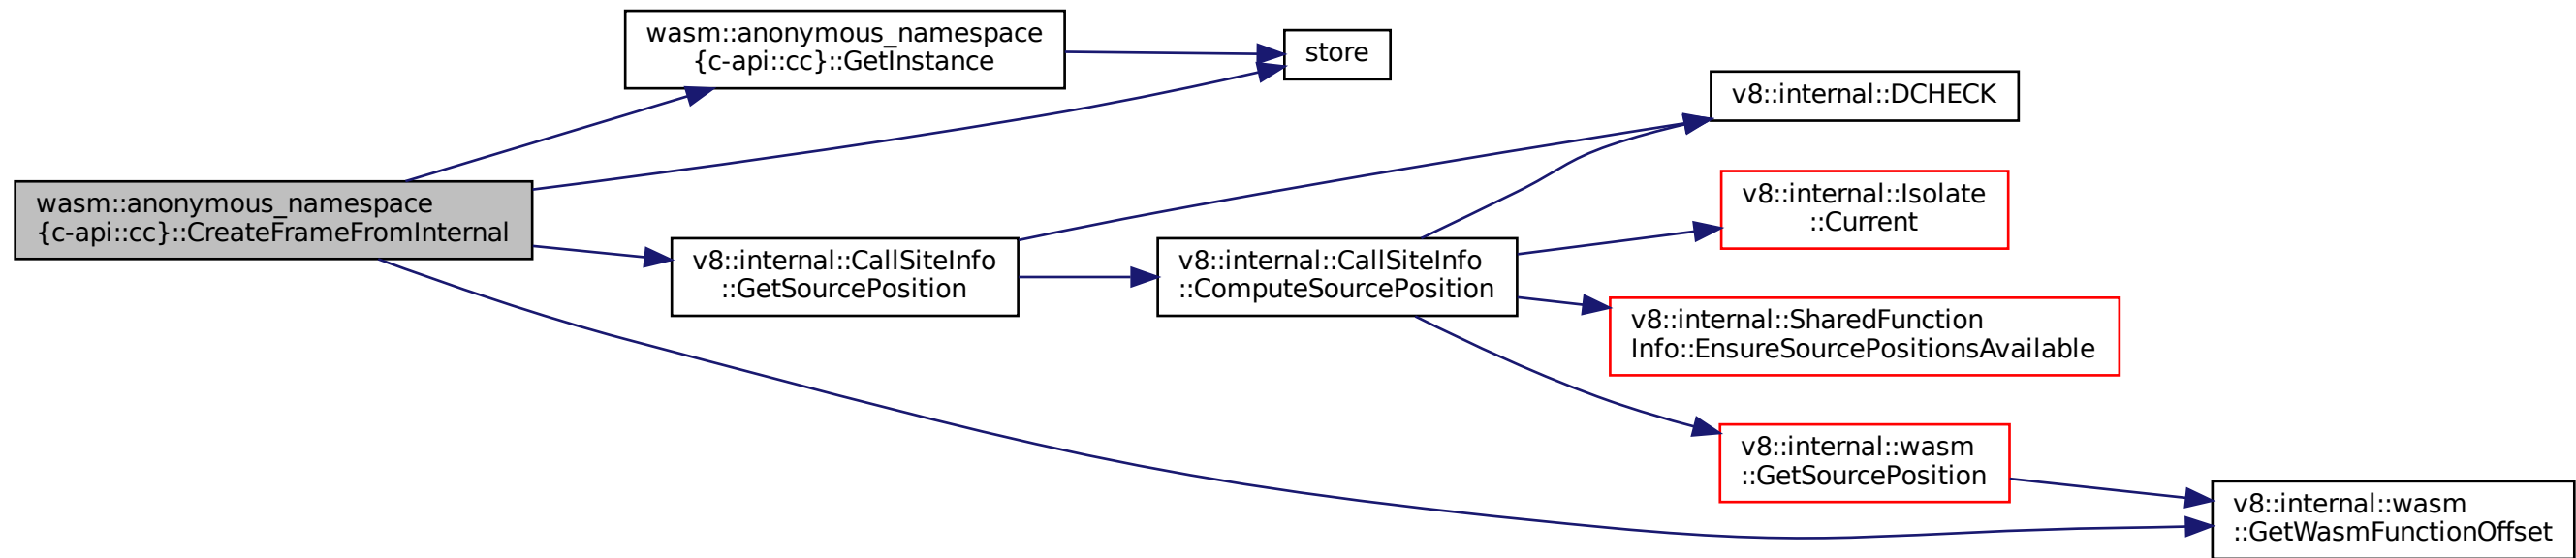 wasm::anonymous_namespace
{c-api::cc}::CreateFrameFromInternal
wasm::anonymous_namespace
{c-api::cc}::GetInstance
store
v8::internal::CallSiteInfo
::GetSourcePosition
v8::internal::CallSiteInfo
::ComputeSourcePosition
v8::internal::DCHECK
v8::internal::Isolate
::Current
v8::internal::SharedFunction
Info::EnsureSourcePositionsAvailable
v8::internal::wasm
::GetSourcePosition
v8::internal::wasm
::GetWasmFunctionOffset